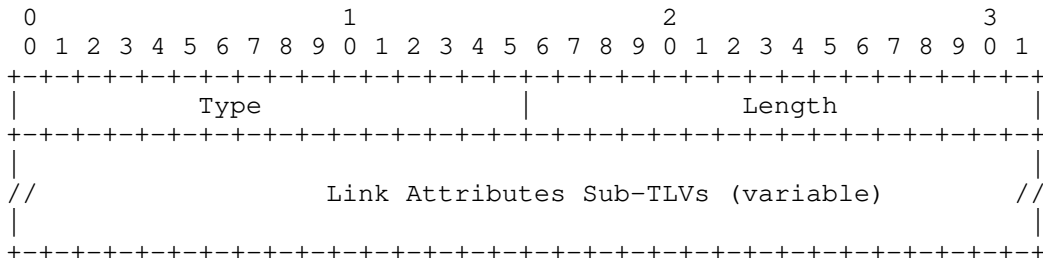 0                   1                   2                   3
 0 1 2 3 4 5 6 7 8 9 0 1 2 3 4 5 6 7 8 9 0 1 2 3 4 5 6 7 8 9 0 1
+-+-+-+-+-+-+-+-+-+-+-+-+-+-+-+-+-+-+-+-+-+-+-+-+-+-+-+-+-+-+-+-+
|           Type                |             Length            |
+-+-+-+-+-+-+-+-+-+-+-+-+-+-+-+-+-+-+-+-+-+-+-+-+-+-+-+-+-+-+-+-+
|                                                               |
//                  Link Attributes Sub-TLVs (variable)        //
|                                                               |
+-+-+-+-+-+-+-+-+-+-+-+-+-+-+-+-+-+-+-+-+-+-+-+-+-+-+-+-+-+-+-+-+